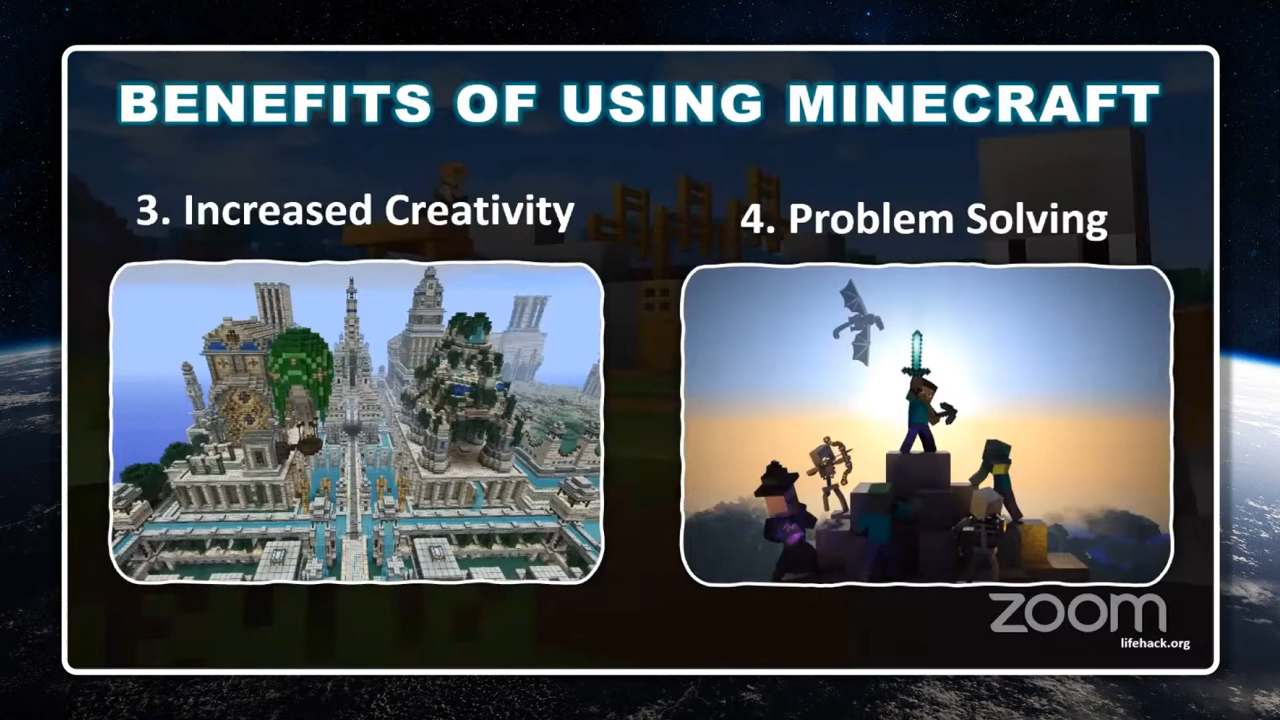 BENEFITS OF USING MINECRAFT
3. Increased Creativity
4. Problem Solving
zoom
lifehack.org